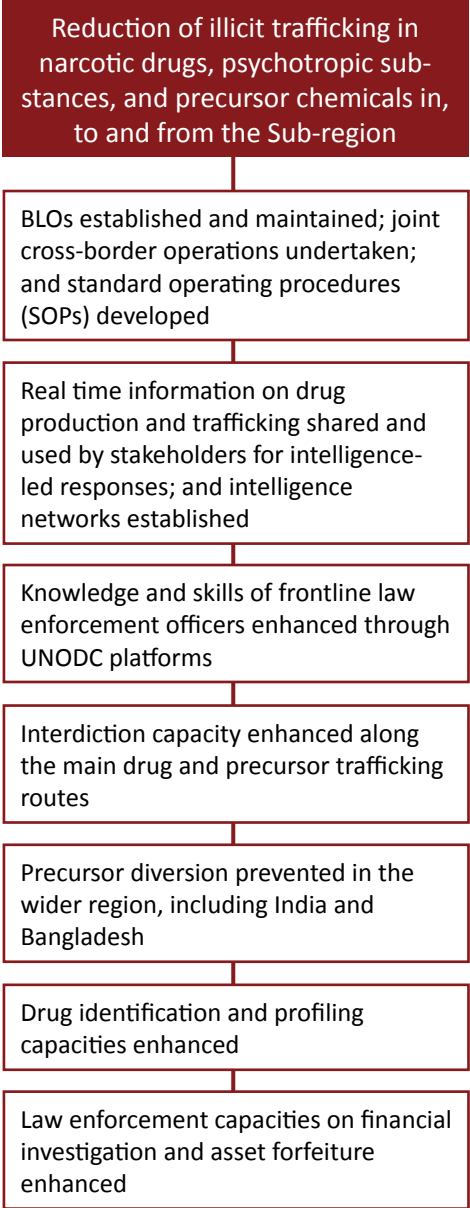 Reduction of illicit trafficking in
narcotic drugs, psychotropic sub-
stances, and precursor chemicals in,
to and from the Sub-region
BLOs established and maintained; joint
cross-border operations undertaken;
and standard operating procedures
(SOPs) developed
Real time information on drug
production and trafficking shared and
used by stakeholders for intelligence-
led responses; and intelligence
networks established
Knowledge and skills of frontline law
enforcement officers enhanced through
UNODC platforms
Interdiction capacity enhanced along
the main drug and precursor trafficking
routes
Precursor diversion prevented in the
wider region, including India and
Bangladesh
Drug identification and profiling
capacities enhanced
Law enforcement capacities on financial
investigation and asset forfeiture
enhanced